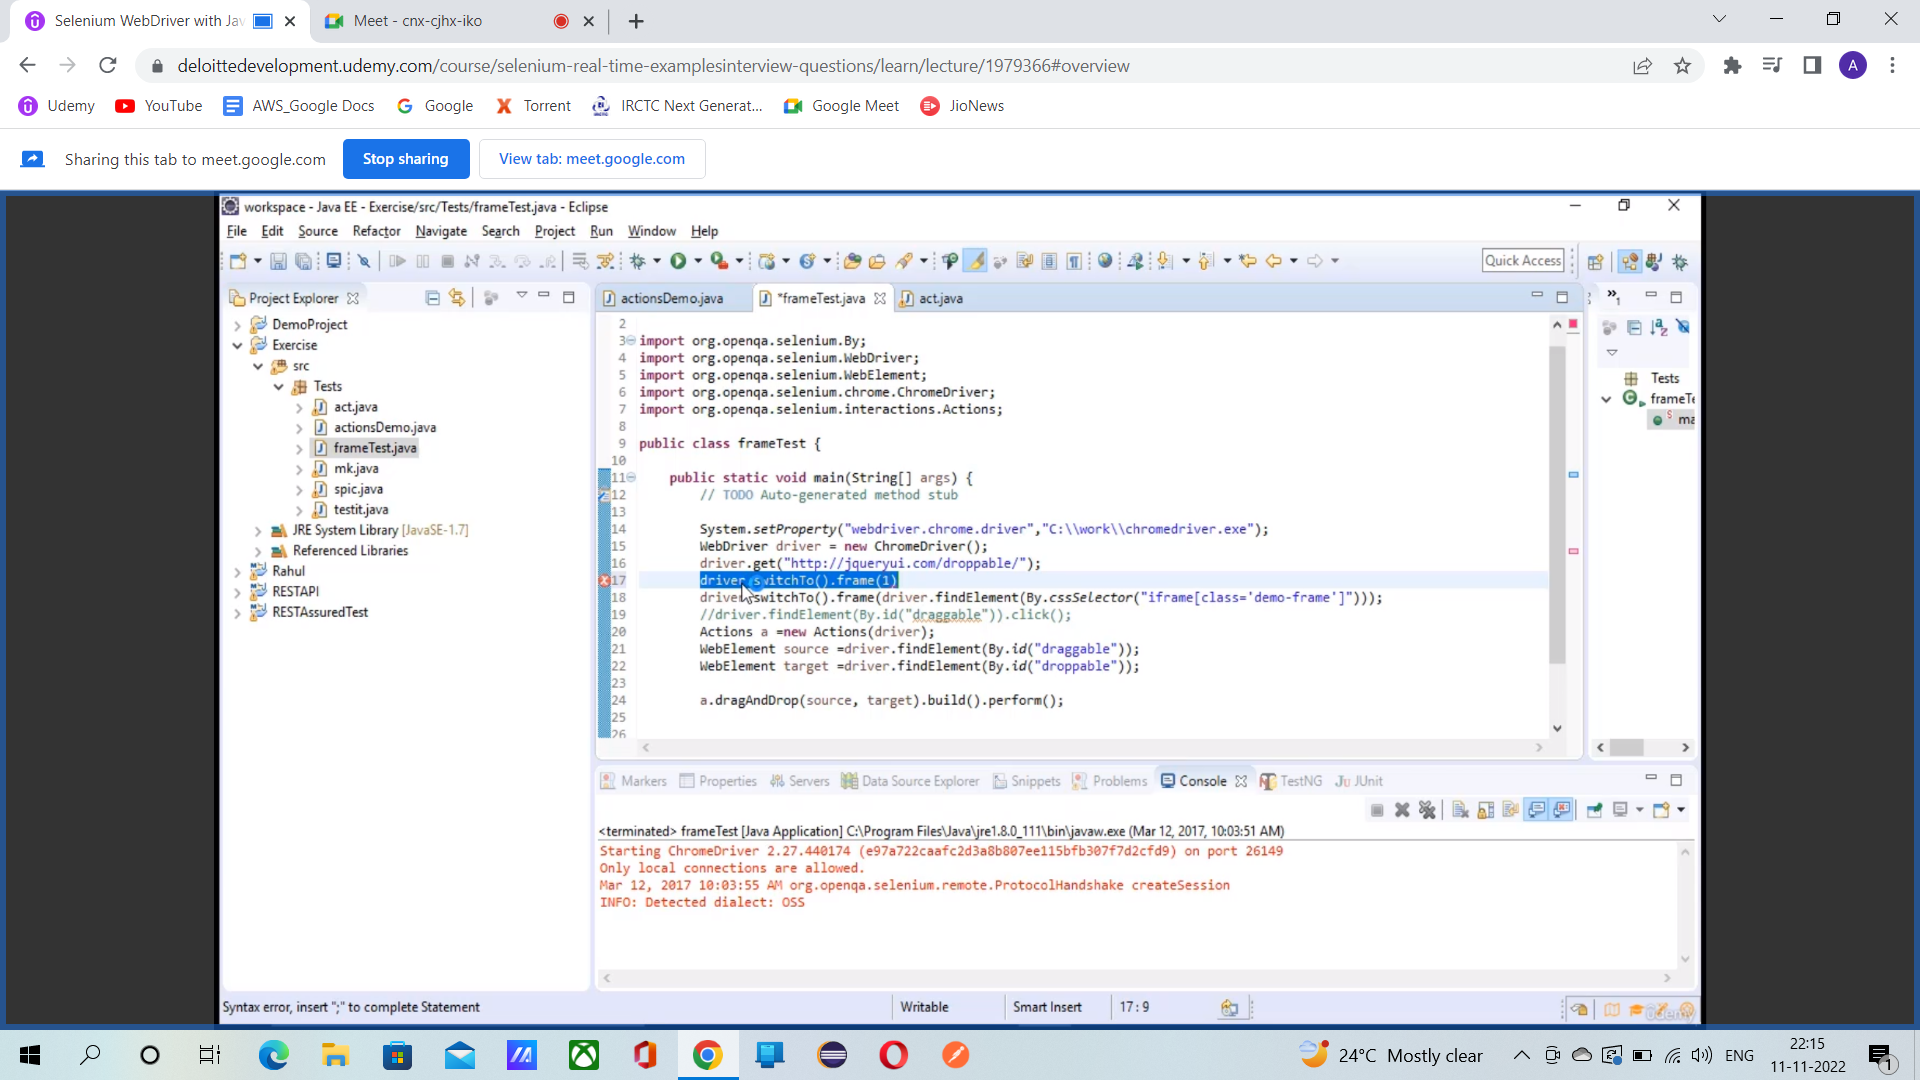 Selenium WebDriver with Jav
Meet - cnx-cjhx-iko
deloittedevelopment.udemy.com/course/selenium-real-time-examplesinterview-questions/learn/lecture/1979366#overview
A
Udemy YouTube AWS_Google Docs Google Torrent IRCTC Next Generat... Google Meet JioNews
Sharing this tab to meet.google.com Stop sharing View tab: meet.google.com
workspace - Java EE - Exercise/src/Tests/frameTest.java - Eclipse
File Edit Source Refactor Navigate Search Project Run Window Help
Quick Access
Project Explorer
DemoProject
Exercise
src
Tests
act.java
actionsDemo.java
frameTest.java
mk.java
spic.java
testit.java
JRE System Library [JavaSE-1.7]
Referenced Libraries
Rahul
RESTAPI
RESTAssuredTest
actionsDemo.java *frameTest.java act.java
2
3 import org.openqa.selenium.By;
4 import org.openqa.selenium.WebDriver;
5 import org.openqa.selenium.WebElement;
6 import org.openqa.selenium.chrome.ChromeDriver;
7 import org.openqa.selenium.interactions.Actions;
8
9 public class frameTest {
10
11 public static void main(String[] args) {
12 // TODO Auto-generated method stub
13
14 System.setProperty("webdriver.chrome.driver","C:\\work\\chromedriver.exe");
15 WebDriver driver = new ChromeDriver();
16 driver.get("http://jqueryui.com/droppable/");
17 driver.switchTo().frame(1)
18 driver.switchTo().frame(driver.findElement(By.cssSelector("iframe[class='demo-frame']")));
19 //driver.findElement(By.id("draggable")).click();
20 Actions a =new Actions(driver);
21 WebElement source =driver.findElement(By.id("draggable"));
22 WebElement target =driver.findElement(By.id("droppable"));
23
24 a.dragAndDrop(source, target).build().perform();
25
26
Tests
frameTe
ma
Markers Properties Servers Data Source Explorer Snippets Problems Console TestNG JUnit
<terminated> frameTest [Java Application] C:\Program Files\Java\jre1.8.0_111\bin\javaw.exe (Mar 12, 2017, 10:03:51 AM)
Starting ChromeDriver 2.27.440174 (e97a722caafc2d3a8b807ee115bfb307f7d2cfd9) on port 26149
Only local connections are allowed.
Mar 12, 2017 10:03:55 AM org.openqa.selenium.remote.ProtocolHandshake createSession
INFO: Detected dialect: OSS
Syntax error, insert ";" to complete Statement Writable Smart Insert 17 : 9
udemy
24°C Mostly clear ENG
22:15
11-11-2022
1